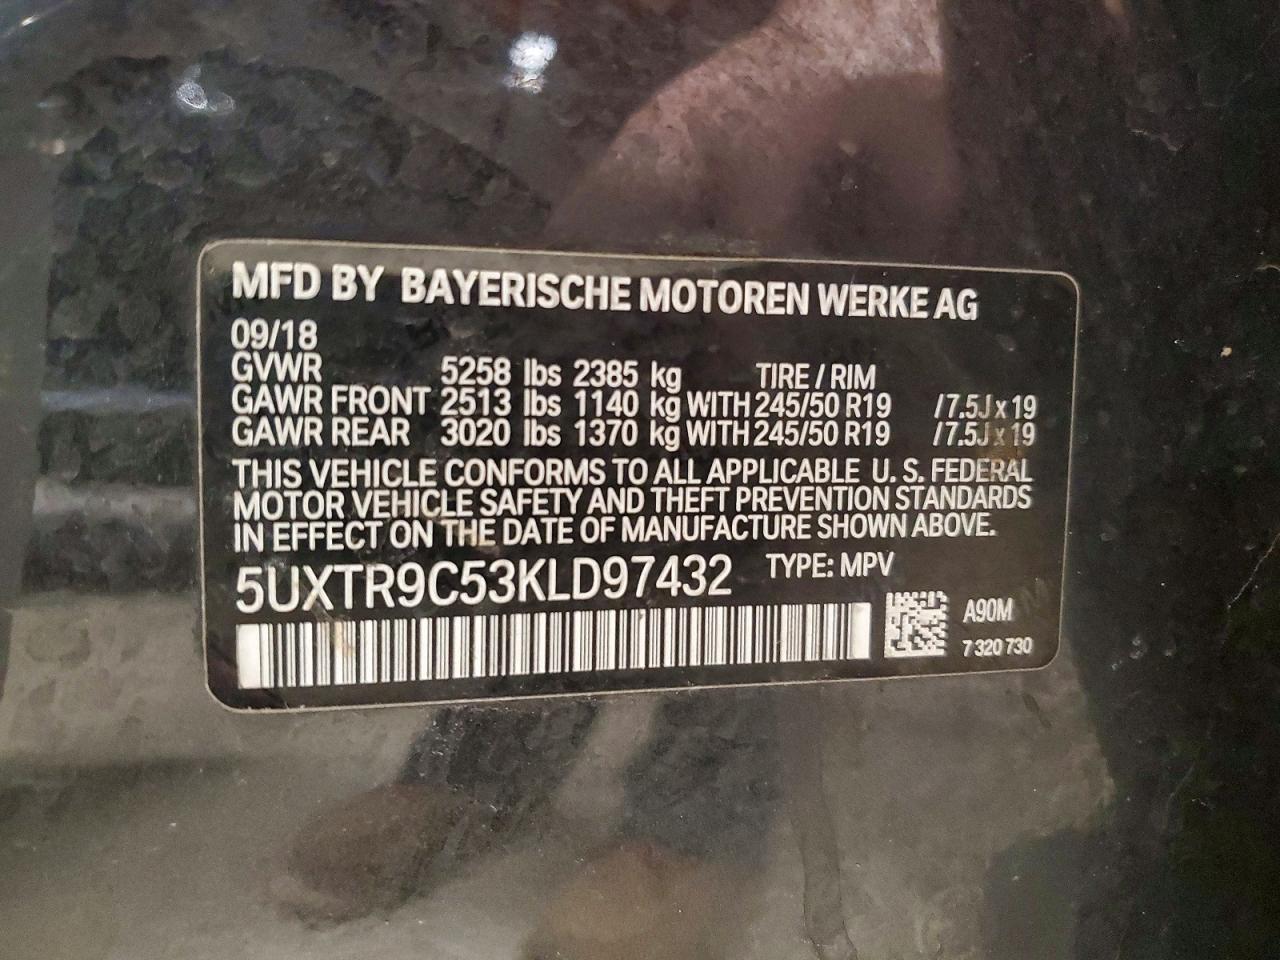 MFD BY BAYERISCHE MOTOREN WERKE AG
09/18
GVWR 5258 lbs 2385 kg TIRE / RIM
GAWR FRONT 2513 lbs 1140 kg WITH 245/50 R19 /7.5J x 19
GAWR REAR 3020 lbs 1370 kg WITH 245/50 R19 /7.5J x 19
THIS VEHICLE CONFORMS TO ALL APPLICABLE U. S. FEDERAL
MOTOR VEHICLE SAFETY AND THEFT PREVENTION STANDARDS
IN EFFECT ON THE DATE OF MANUFACTURE SHOWN ABOVE.
5UXTR9C53KLD97432 TYPE: MPV
A90M
7 320 730